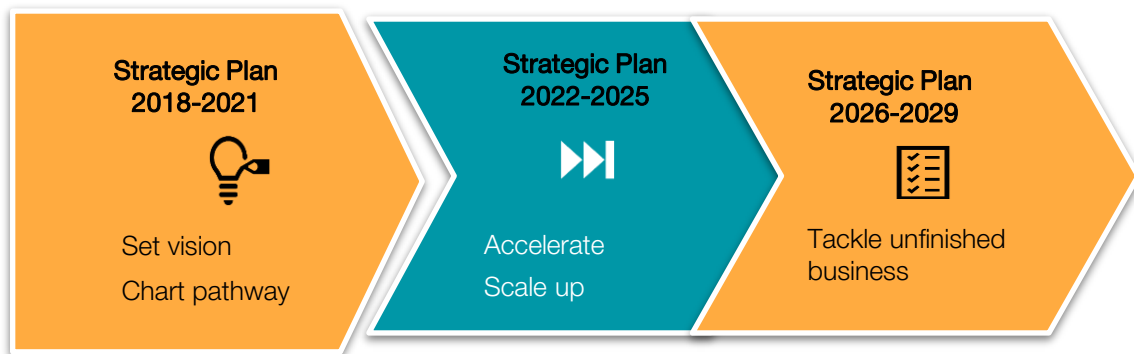 Strategic Plan
2018-2021
Set vision
Chart pathway
Strategic Plan
2022-2025
Accelerate
Scale up
Strategic Plan
2026-2029
Tackle unfinished
business